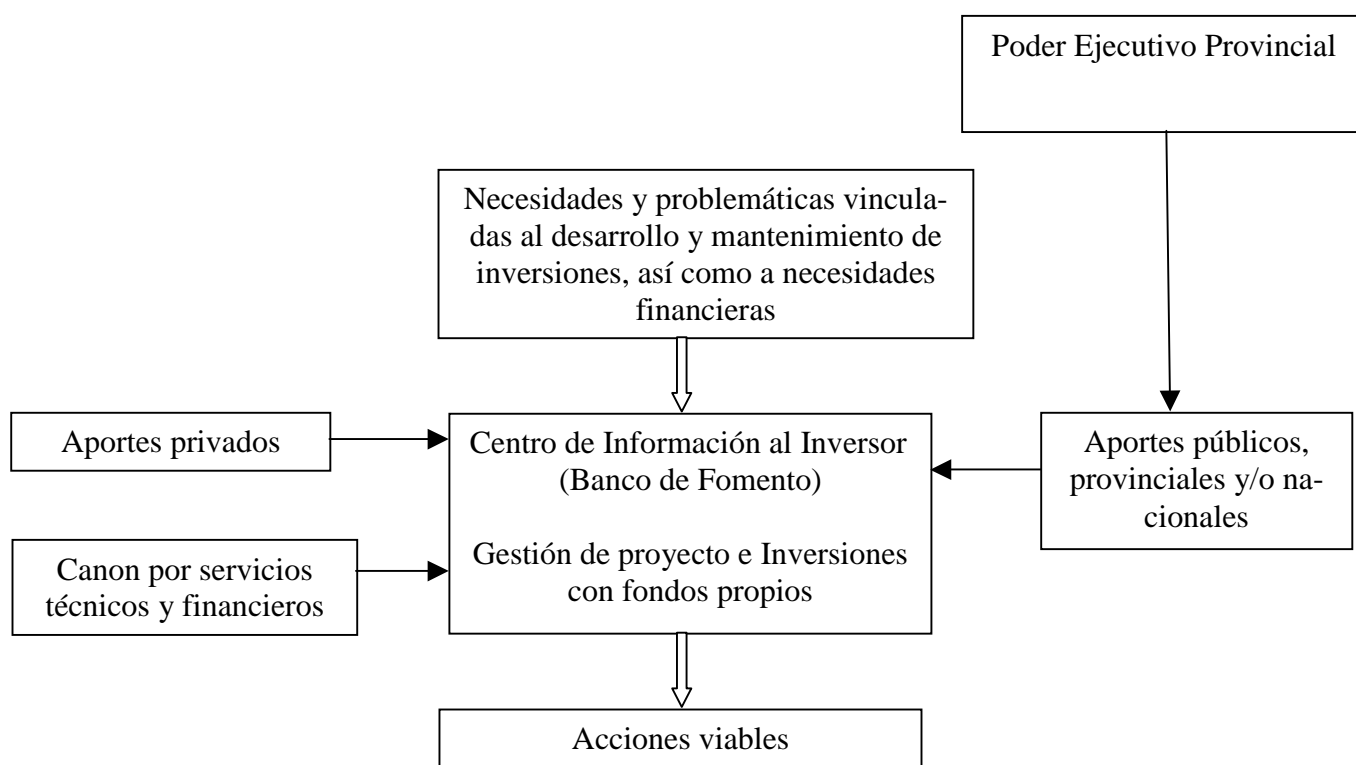 Poder Ejecutivo Provincial
Necesidades y problemáticas vincula-
das al desarrollo y mantenimiento de
inversiones, así como a necesidades
financieras
Aportes privados
Centro de Información al Inversor
(Banco de Fomento)
Gestión de proyecto e Inversiones
con fondos propios
Aportes públicos,
provinciales y/o na-
cionales
Canon por servicios
técnicos y financieros
Acciones viables